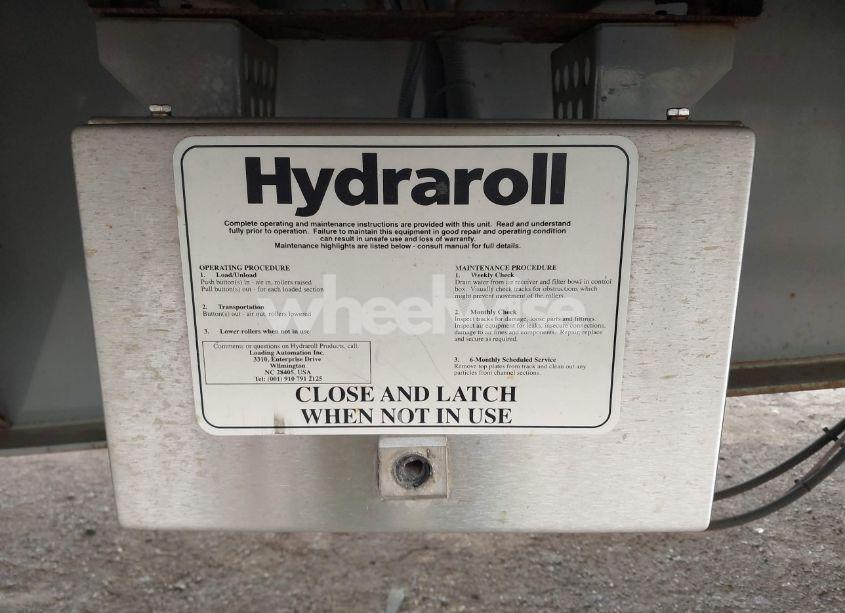 Hydraroll
Complete operating and maintenance instructions are provided with this unit. Read and understand
fully prior to operation. Failure to maintain this equipment in good repair and operating condition
can result in unsafe use and loss of warranty.
Maintenance highlights are listed below - consult manual for full details.
OPERATING PROCEDURE
1. Load/Unload
Push button(s) in - air in, rollers raised
Pull button(s) out - for each loaded section
2. Transportation
Button(s) out - air out, rollers lowered
3. Lower rollers when not in use
Comments or questions on Hydraroll Products, call:
Loading Automation Inc.
3310, Enterprise Drive
Wilmington
NC 28405, USA
Tel: (001) 910 791 2125
MAINTENANCE PROCEDURE
1. Weekly Check
Drain water from air receiver and filter bowl in control
box. Visually check tracks for obstructions which
might prevent movement of the rollers.
2. Monthly Check
Inspect tracks for damage, loose parts and fittings.
Inspect air equipment for leaks, insecure connections,
damage to air lines and components. Repair, replace
and secure as required.
3. 6-Monthly Scheduled Service
Remove top plates from track and clean out any
particles from channel sections.
CLOSE AND LATCH
WHEN NOT IN USE